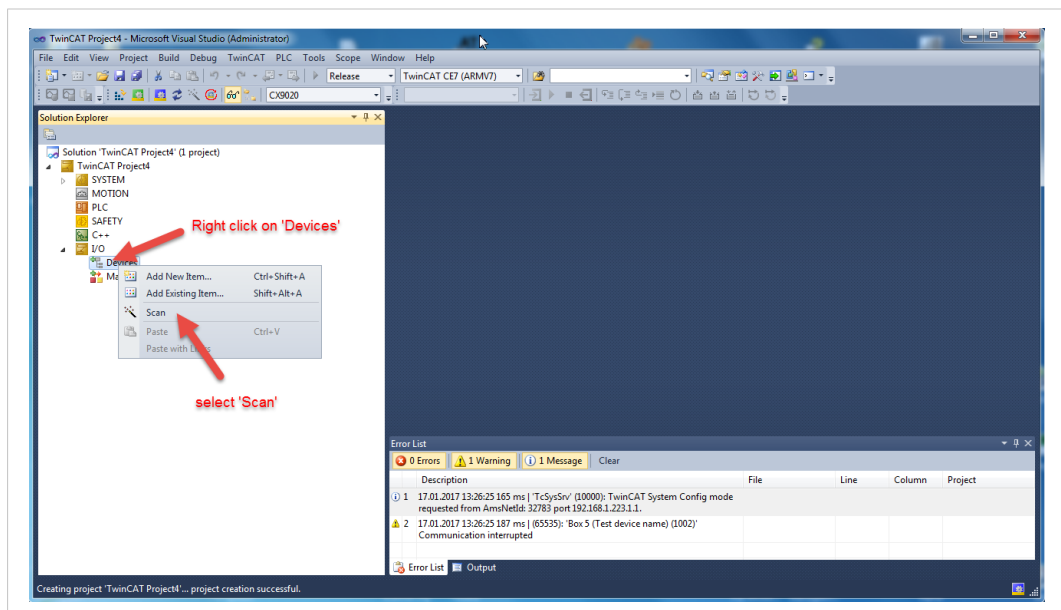 TwinCAT Project4 - Microsoft Visual Studio (Administrator)
File Edit View Project Build Debug TwinCAT PLC Tools Scope Window Help
Release TwinCAT CE7 (ARMV7)
CX9020
Solution Explorer
Solution 'TwinCAT Project4' (1 project)
TwinCAT Project4
SYSTEM
MOTION
PLC
SAFETY
Right click on 'Devices'
C++
I/O
Devices
Ma
Add New Item... Ctrl+Shift+A
Add Existing Item... Shift+Alt+A
Scan
Paste Ctrl+V
Paste with
select 'Scan'
Error List
0 Errors 1 Warning 1 Message Clear
Description File Line Column Project
1 17.01.2017 13:26:25 165 ms | 'TcSysSrv' (10000): TwinCAT System Config mode
requested from AmsNetId: 32783 port 192.168.1.223.1.1.
2 17.01.2017 13:26:25 187 ms | (65535): 'Box 5 (Test device name) (1002)'
Communication interrupted
Error List Output
Creating project 'TwinCAT Project4'... project creation successful.